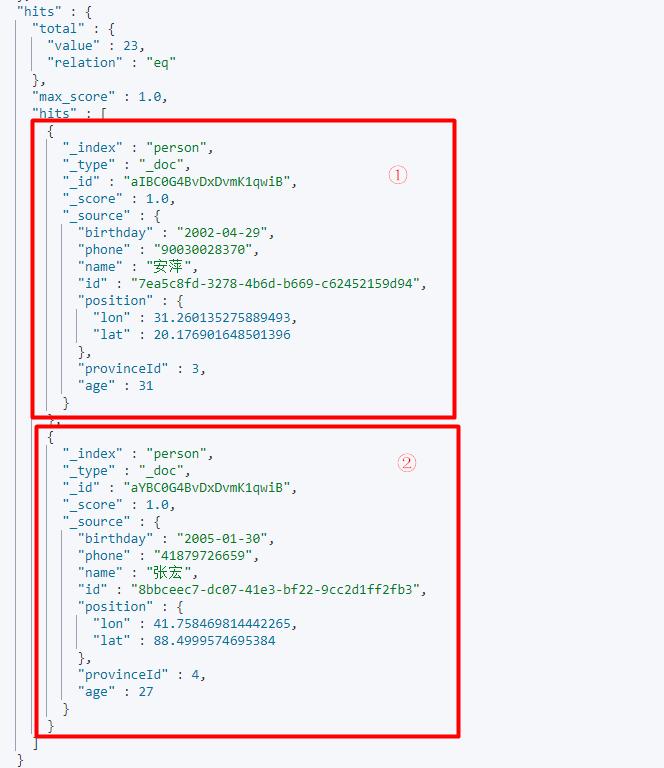 "hits" : {
"total" : {
"value" : 23,
"relation" : "eq"
},
"max_score" : 1.0,
"hits" : [
{
"_index" : "person",
"_type" : "_doc",
"_id" : "aIBC0G4BvDxDvmK1qwiB",
"_score" : 1.0,
"_source" : {
"birthday" : "2002-04-29",
"phone" : "90030028370",
"name" : "安萍",
"id" : "7ea5c8fd-3278-4b6d-b669-c62452159d94",
"position" : {
"lon" : 31.260135275889493,
"lat" : 20.176901648501396
},
"provinceId" : 3,
"age" : 31
}
①
},
{
"_index" : "person",
"_type" : "_doc",
"_id" : "aYBC0G4BvDxDvmK1qwiB",
"_score" : 1.0,
"_source" : {
"birthday" : "2005-01-30",
"phone" : "41879726659",
"name" : "张宏",
"id" : "8bbceec7-dc07-41e3-bf22-9cc2d1ff2fb3",
"position" : {
"lon" : 41.758469814442265,
"lat" : 88.4999574695384
},
"provinceId" : 4,
"age" : 27
}
}
②
]
}